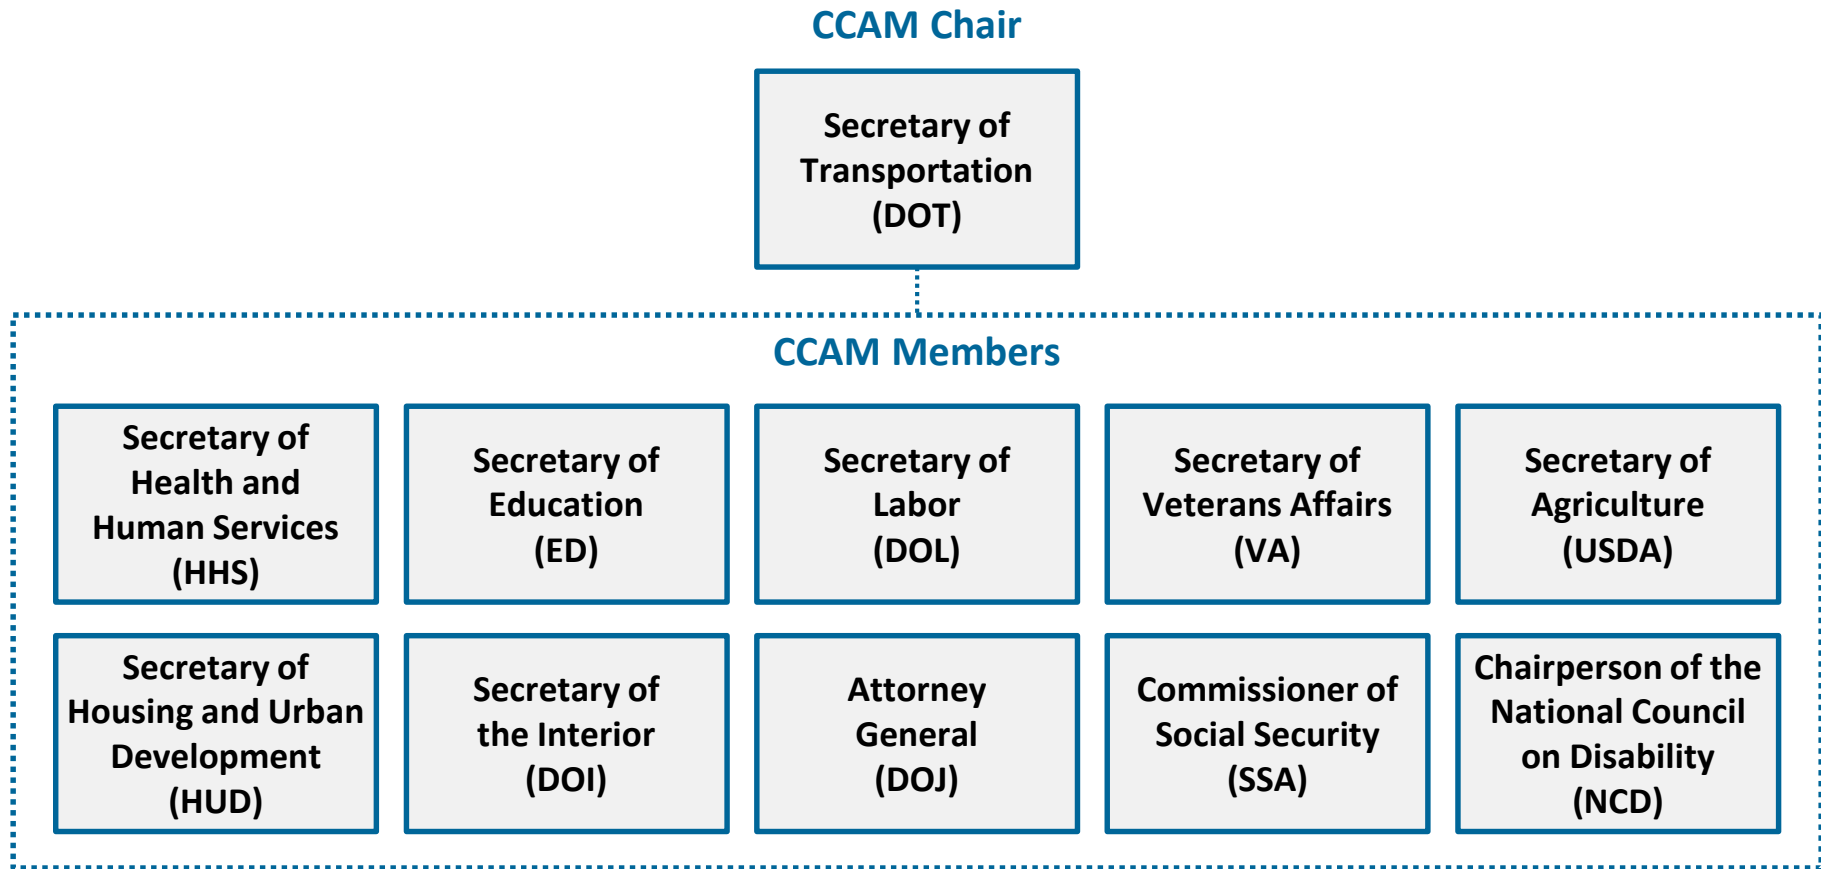 CCAM Chair
Secretary of
Transportation
(DOT)
CCAM Members
Secretary of
Health and
Human Services
(HHS)
Secretary of
Education
(ED)
Secretary of
Labor
(DOL)
Secretary of
Veterans Affairs
(VA)
Secretary of
Agriculture
(USDA)
Secretary of
Housing and Urban
Development
(HUD)
Secretary of
the Interior
(DOI)
Attorney
General
(DOJ)
Commissioner of
Social Security
(SSA)
Chairperson of the
National Council
on Disability
(NCD)